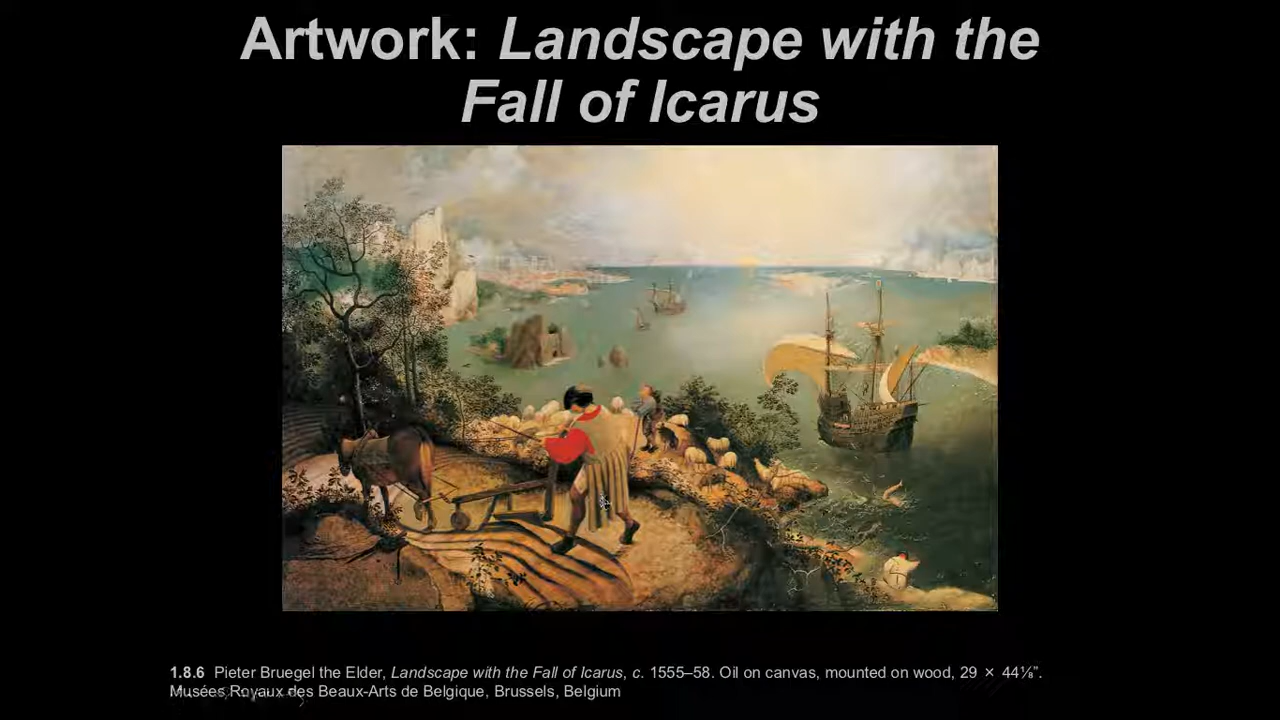 Artwork: Landscape with the
Fall of Icarus
1.8.6 Pieter Bruegel the Elder, Landscape with the Fall of Icarus, c. 1555–58. Oil on canvas, mounted on wood, 29 × 44⅛”.
Musées Royaux des Beaux-Arts de Belgique, Brussels, Belgium